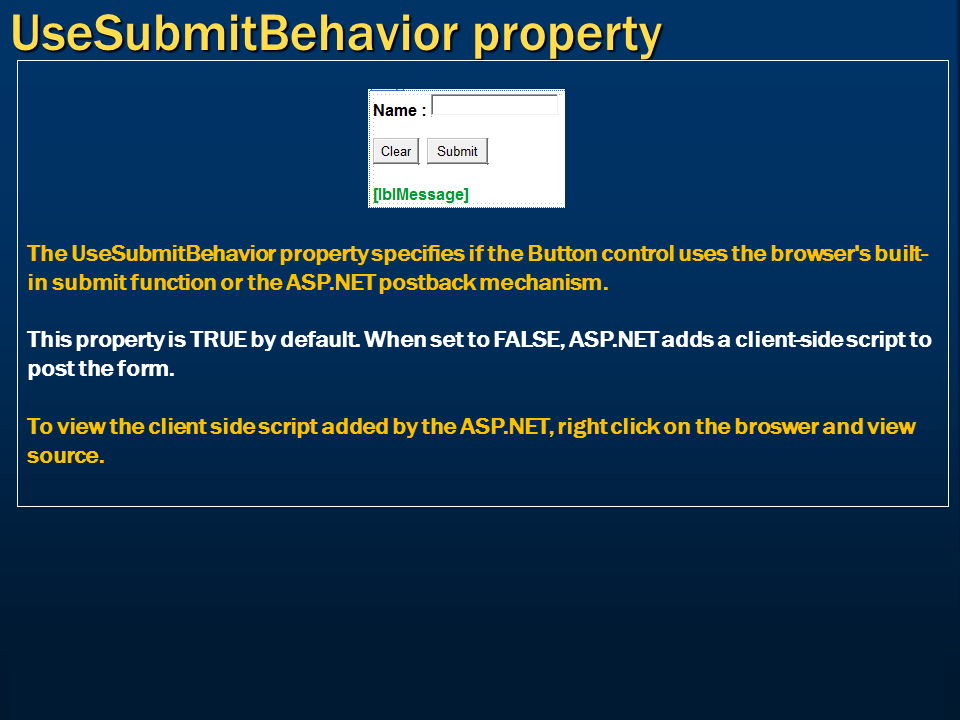 UseSubmitBehavior property
Name :
Clear Submit
[lblMessage]
The UseSubmitBehavior property specifies if the Button control uses the browser's built-
in submit function or the ASP.NET postback mechanism.
This property is TRUE by default. When set to FALSE, ASP.NET adds a client-side script to
post the form.
To view the client side script added by the ASP.NET, right click on the broswer and view
source.